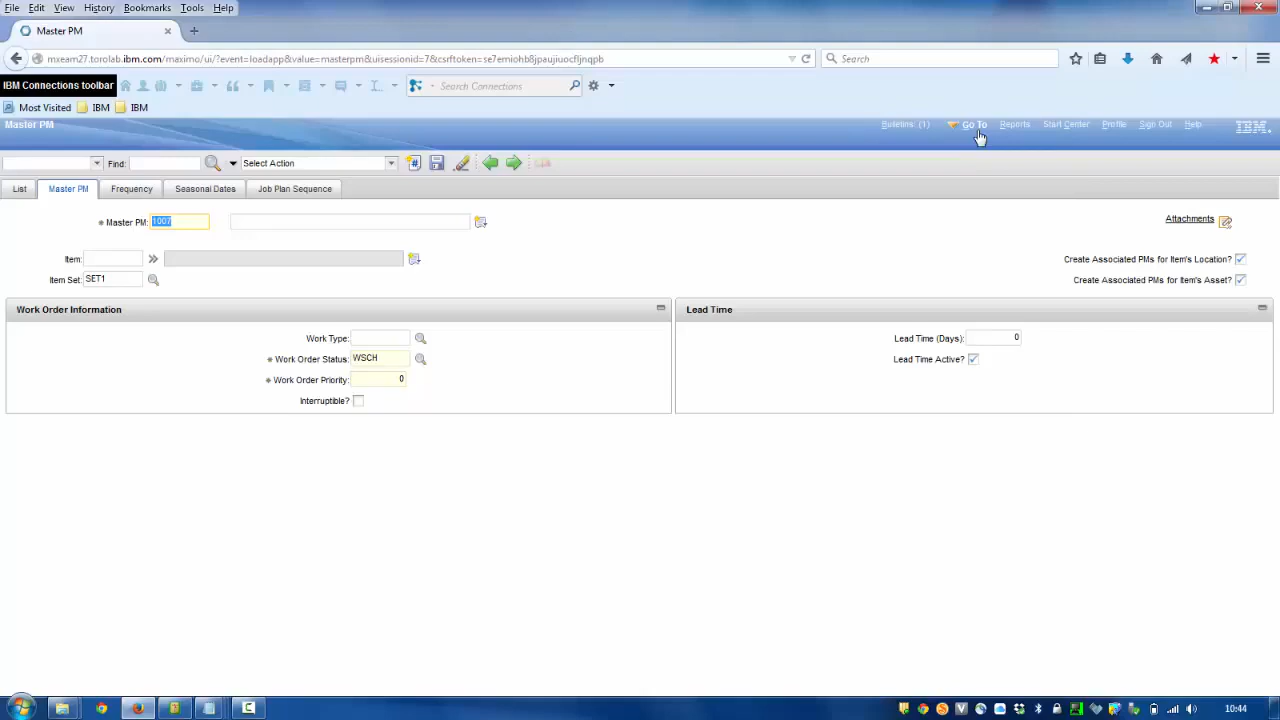 File Edit View History Bookmarks Tools Help
Master PM
mxeam27.torolab.ibm.com/maximo/ui/?event=loadapp&value=masterpm&uisessionid=7&csrftoken=se7emiohb8jpaujiuocfljnqpb
Search
IBM Connections toolbar
Search Connections
Most Visited IBM IBM
Master PM Bulletins: (1) Go To Reports Start Center Profile Sign Out Help IBM
Find: Select Action
List Master PM Frequency Seasonal Dates Job Plan Sequence
Master PM: 1007 Attachments
Item: Create Associated PMs for Item's Location?
Item Set: SET1 Create Associated PMs for Item's Asset?
Work Order Information Lead Time
Work Type: Lead Time (Days): 0
Work Order Status: WSCH Lead Time Active?
Work Order Priority: 0
Interruptible?
10:44